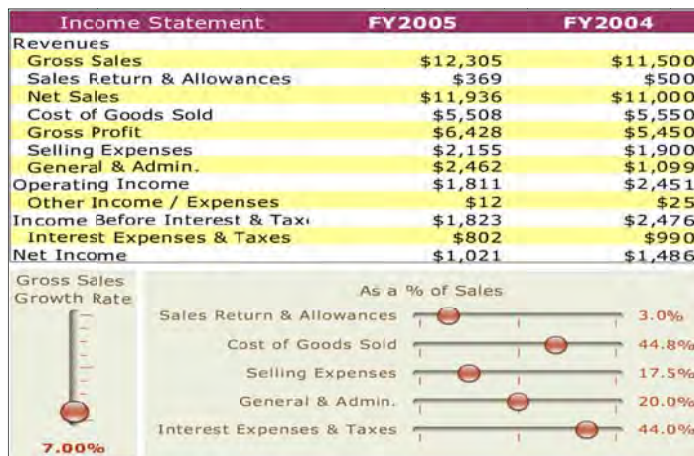 Income Statement FY2005 FY2004
Revenues
Gross Sales $12,305 $11,500
Sales Return & Allowances $369 $500
Net Sales $11,936 $11,000
Cost of Goods Sold $5,508 $5,550
Gross Profit $6,428 $5,450
Selling Expenses $2,155 $1,900
General & Admin. $2,462 $1,099
Operating Income $1,811 $2,451
Other Income / Expenses $12 $25
Income Before Interest & Tax $1,823 $2,476
Interest Expenses & Taxes $802 $990
Net Income $1,021 $1,486
Gross Sales
Growth Rate
7.00%
As a % of Sales
Sales Return & Allowances 3.0%
Cost of Goods Sold 44.8%
Selling Expenses 17.5%
General & Admin. 20.0%
Interest Expenses & Taxes 44.0%